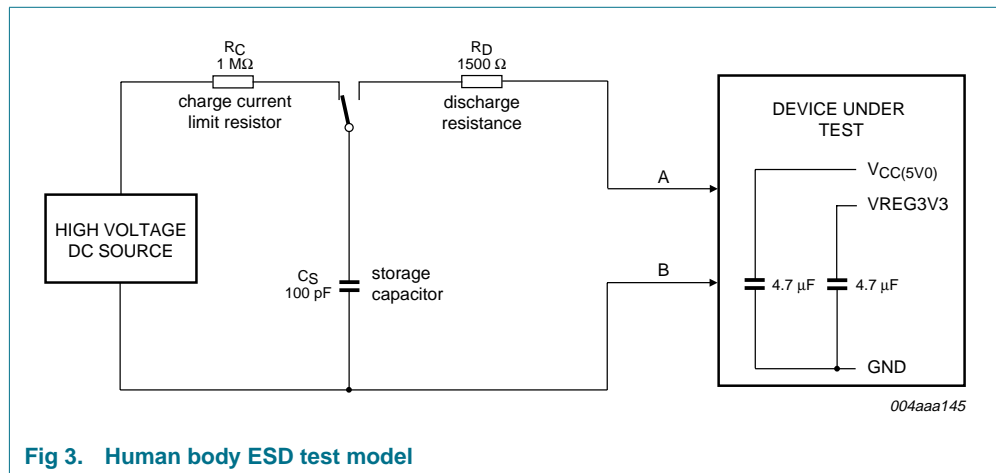 RC
1 MΩ
charge current
limit resistor
RD
1500 Ω
discharge
resistance
DEVICE UNDER
TEST
A
VCC(5V0)
VREG3V3
HIGH VOLTAGE
DC SOURCE
CS
100 pF
storage
capacitor
B
4.7 μF
4.7 μF
GND
004aaa145
Fig 3. Human body ESD test model